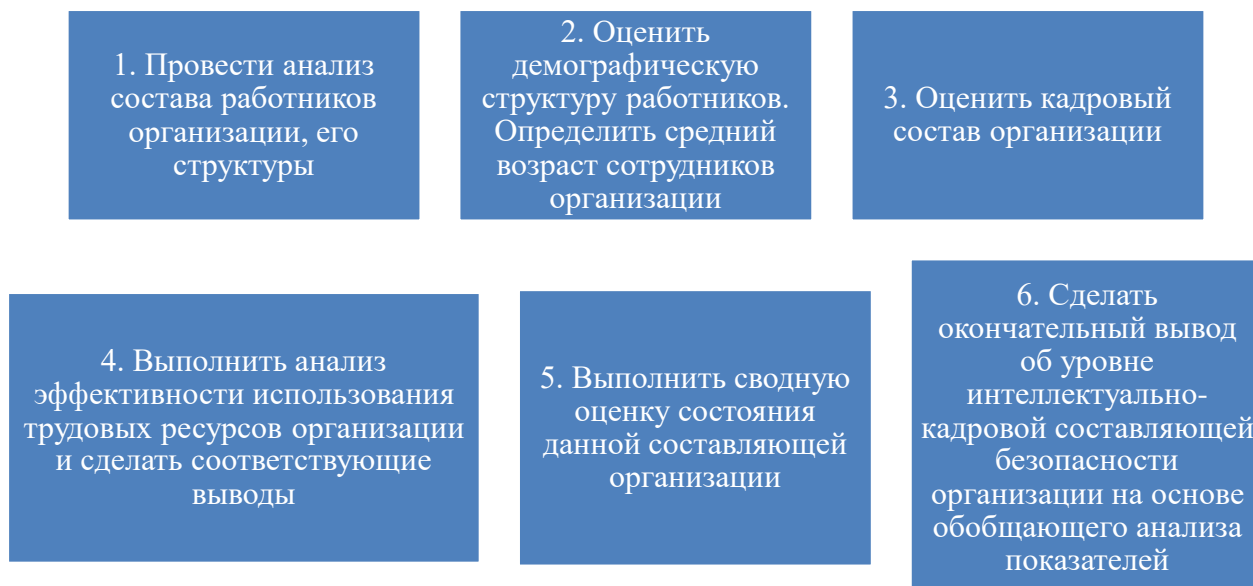 1. Провести анализ
состава работников
организации, его
структуры
2. Оценить
демографическую
структуру работников.
Определить средний
возраст сотрудников
организации
3. Оценить кадровый
состав организации
4. Выполнить анализ
эффективности использования
трудовых ресурсов организации
и сделать соответствующие
выводы
5. Выполнить сводную
оценку состояния
данной составляющей
организации
6. Сделать
окончательный вывод
об уровне
интеллектуально-
кадровой составляющей
безопасности
организации на основе
обобщающего анализа
показателей